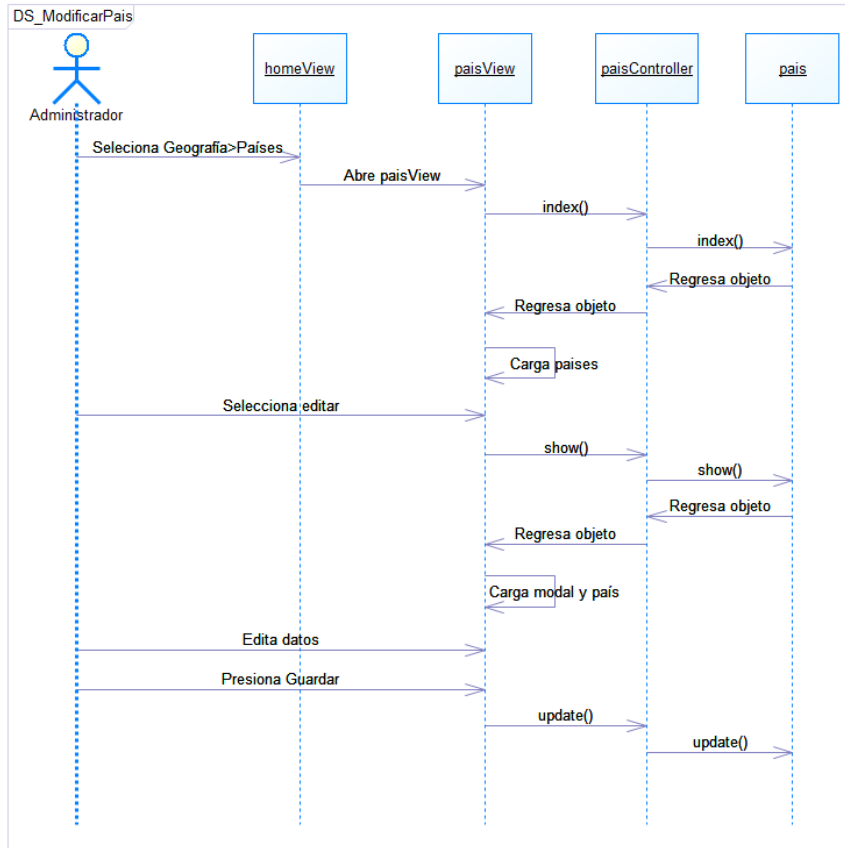 DS_ModificarPais
Administrador
homeView
paisView
paisController
pais
Seleciona Geografía>Países
Abre paisView
index()
index()
Regresa objeto
Regresa objeto
Carga paises
Selecciona editar
show()
show()
Regresa objeto
Regresa objeto
Carga modal y país
Edita datos
Presiona Guardar
update()
update()